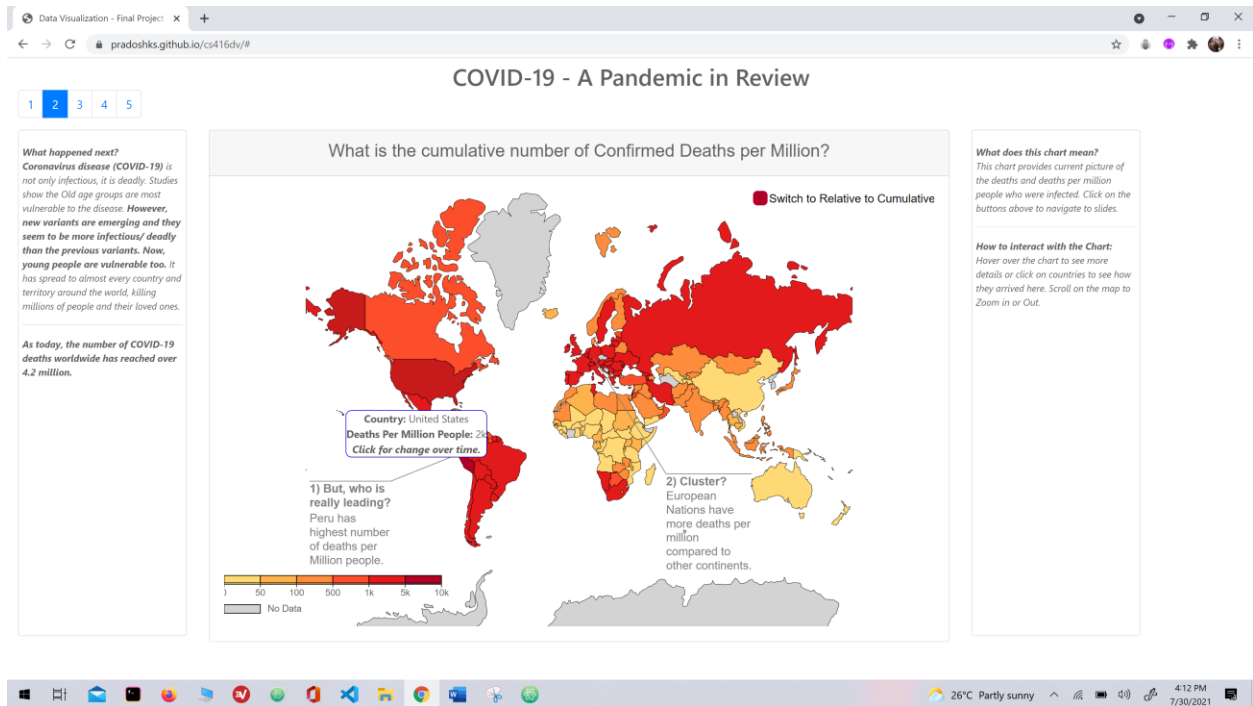 Data Visualization - Final Project
pradoshks.github.io/cs416dv/#
COVID-19 - A Pandemic in Review
1 2 3 4 5
What happened next?
Coronavirus disease (COVID-19) is
not only infectious, it is deadly. Studies
show the Old age groups are most
vulnerable to the disease. However,
new variants are emerging and they
seem to be more infectious/ deadly
than the previous variants. Now,
young people are vulnerable too. It
has spread to almost every country and
territory around the world, killing
millions of people and their loved ones.
As today, the number of COVID-19
deaths worldwide has reached over
4.2 million.
What is the cumulative number of Confirmed Deaths per Million?
Switch to Relative to Cumulative
Country: United States
Deaths Per Million People: 2k
Click for change over time.
1) But, who is
really leading?
Peru has
highest number
of deaths per
Million people.
2) Cluster?
European
Nations have
more deaths per
million
compared to
other continents.
50 100 500 1k 5k 10k
No Data
What does this chart mean?
This chart provides current picture of
the deaths and deaths per million
people who were infected. Click on the
buttons above to navigate to slides.
How to interact with the Chart:
Hover over the chart to see more
details or click on countries to see how
they arrived here. Scroll on the map to
Zoom in or Out.
26°C Partly sunny
4:12 PM
7/30/2021